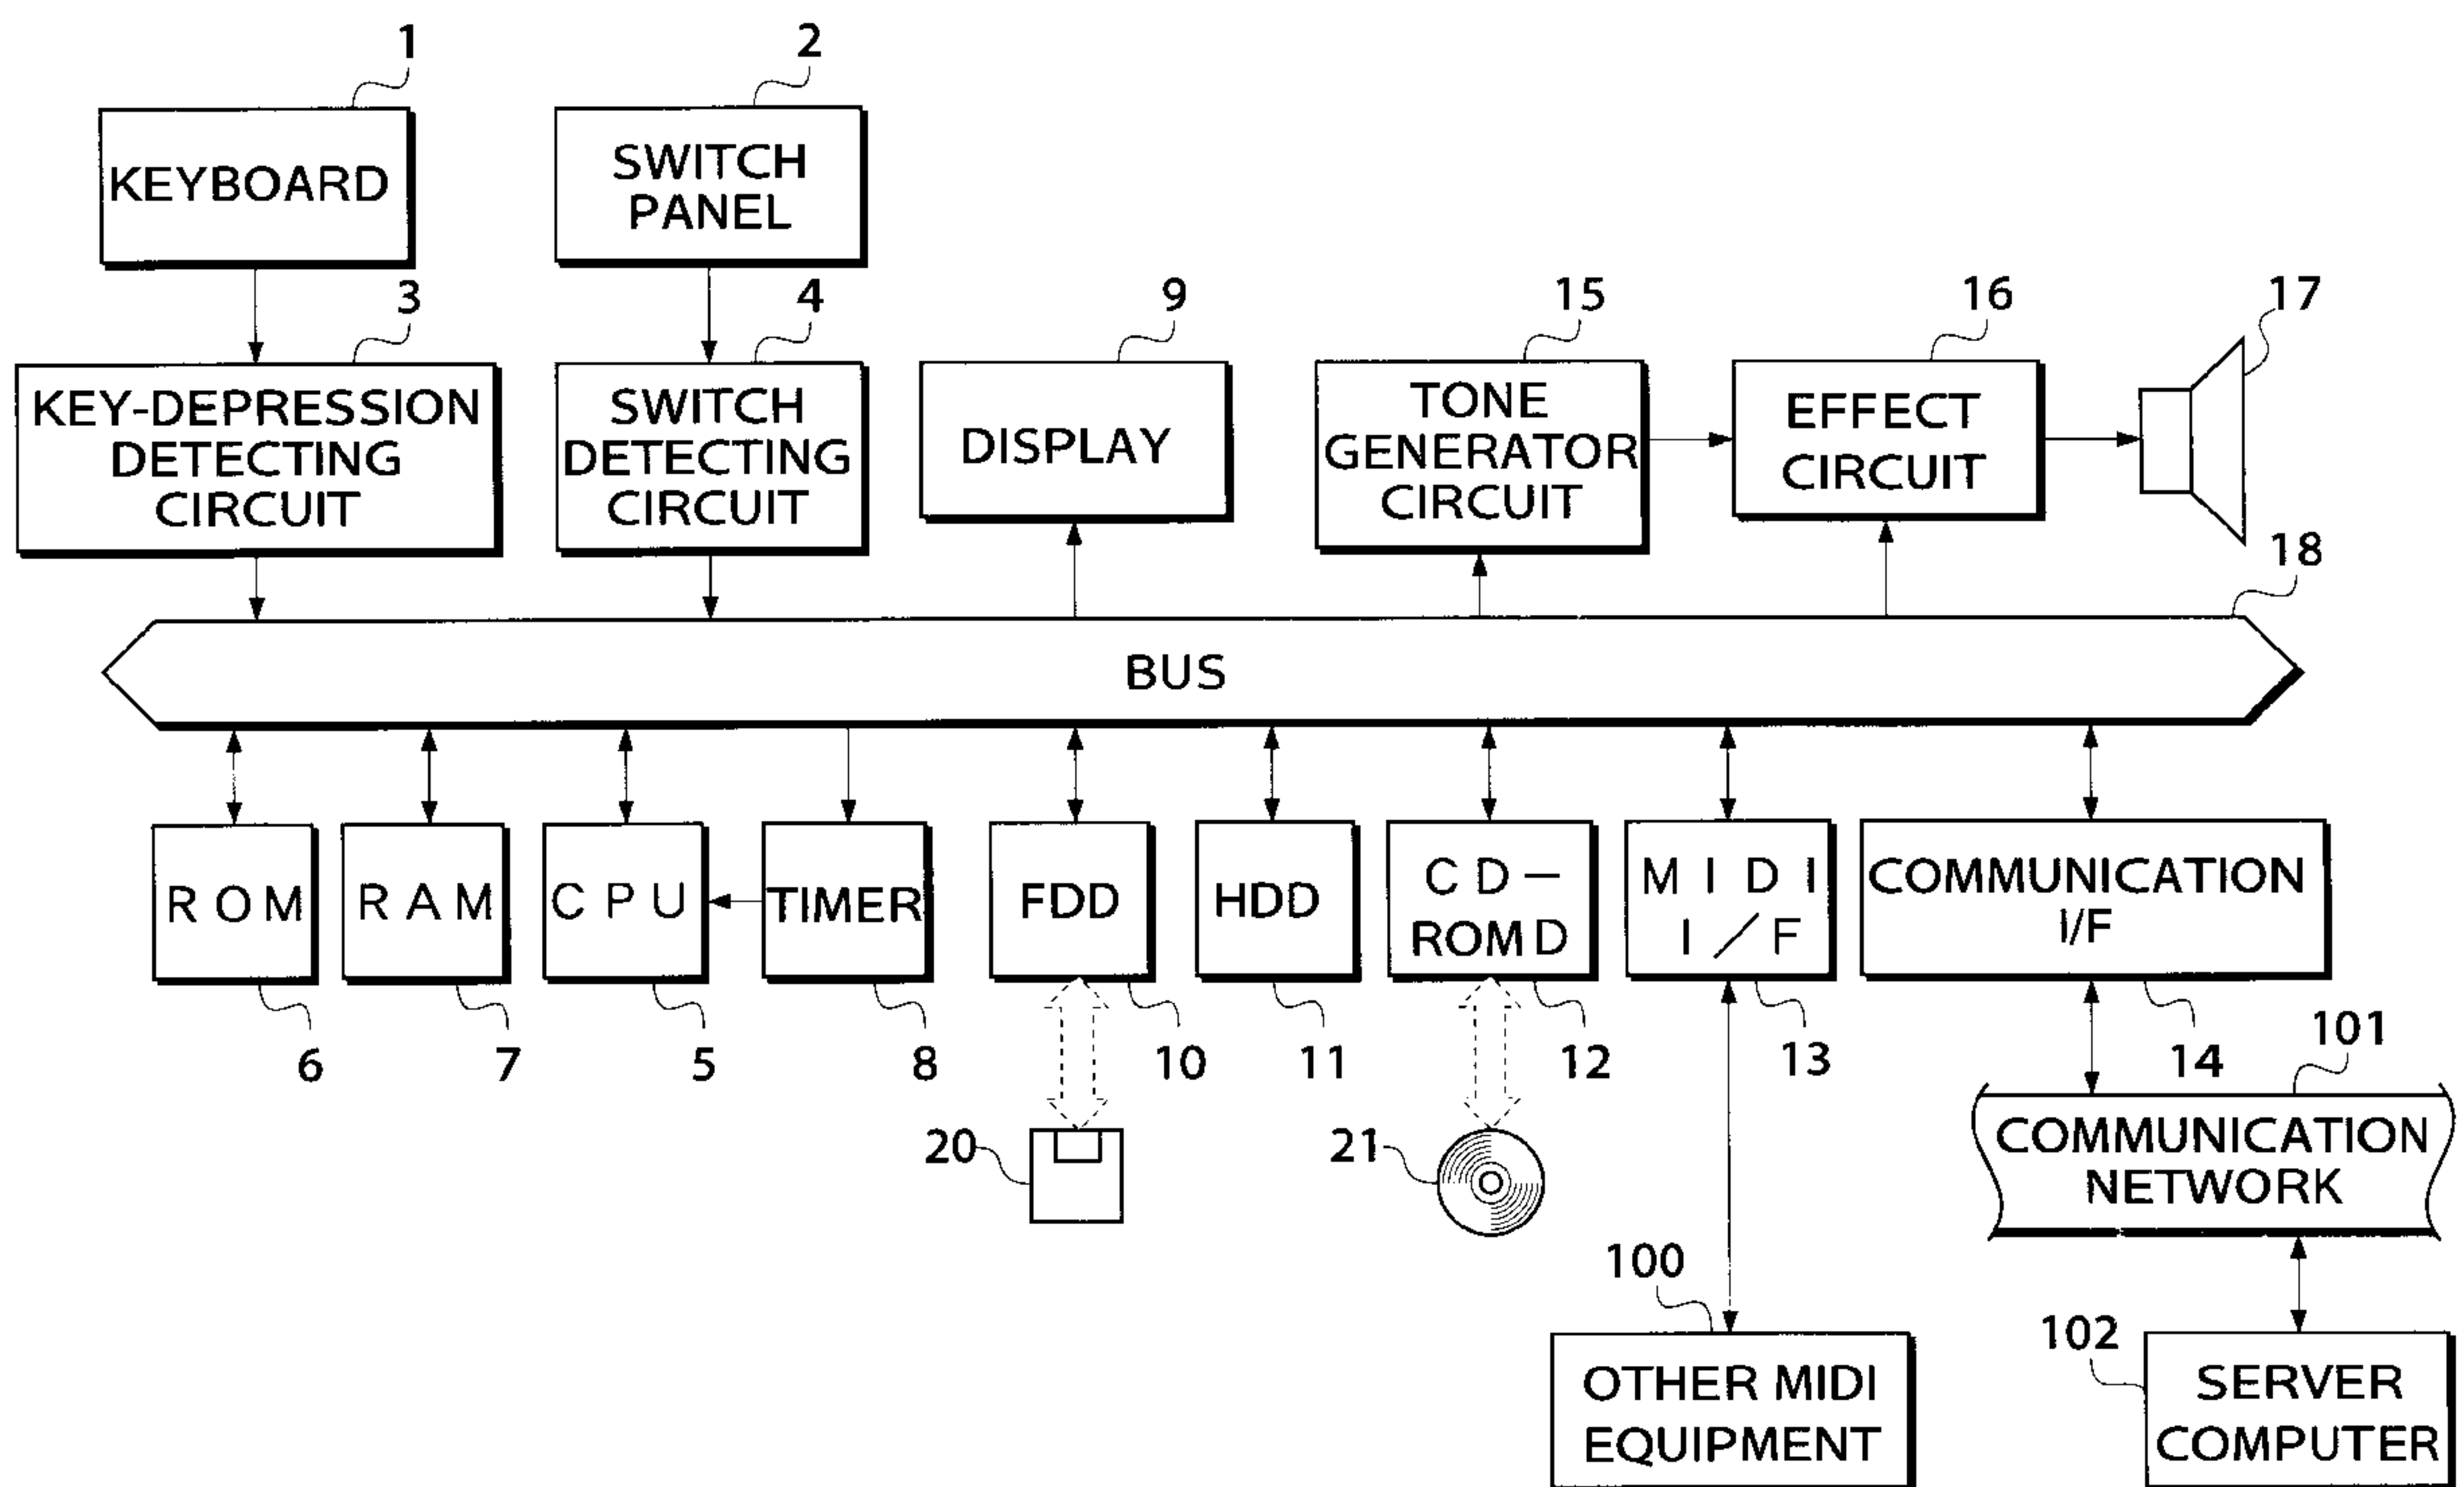 1
2
KEYBOARD
SWITCH
PANEL
3
4
9
15
16
17
KEY-DEPRESSION
DETECTING
CIRCUIT
SWITCH
DETECTING
CIRCUIT
DISPLAY
TONE
GENERATOR
CIRCUIT
EFFECT
CIRCUIT
18
BUS
ROM
RAM
CPU
TIMER
FDD
HDD
CD-
ROMD
MIDI
I/F
COMMUNICATION
I/F
6
7
5
8
10
11
12
13
14
101
20
21
COMMUNICATION
NETWORK
100
102
OTHER MIDI
EQUIPMENT
SERVER
COMPUTER